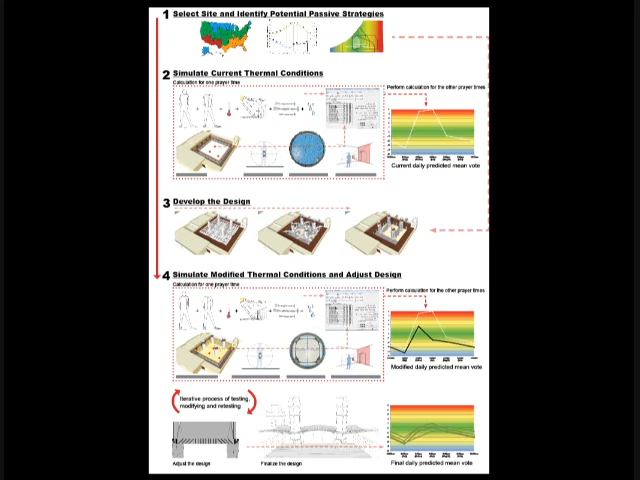 1 Select Site and Identify Potential Passive Strategies
2 Simulate Current Thermal Conditions
Calculation for one prayer time
Perform calculation for the other prayer times
Current daily predicted mean vote
3 Develop the Design
4 Simulate Modified Thermal Conditions and Adjust Design
Calculation for one prayer time
Perform calculation for the other prayer times
Modified daily predicted mean vote
Iterative process of testing,
modifying and retesting
Adjust the design
Finalize the design
Final daily predicted mean vote